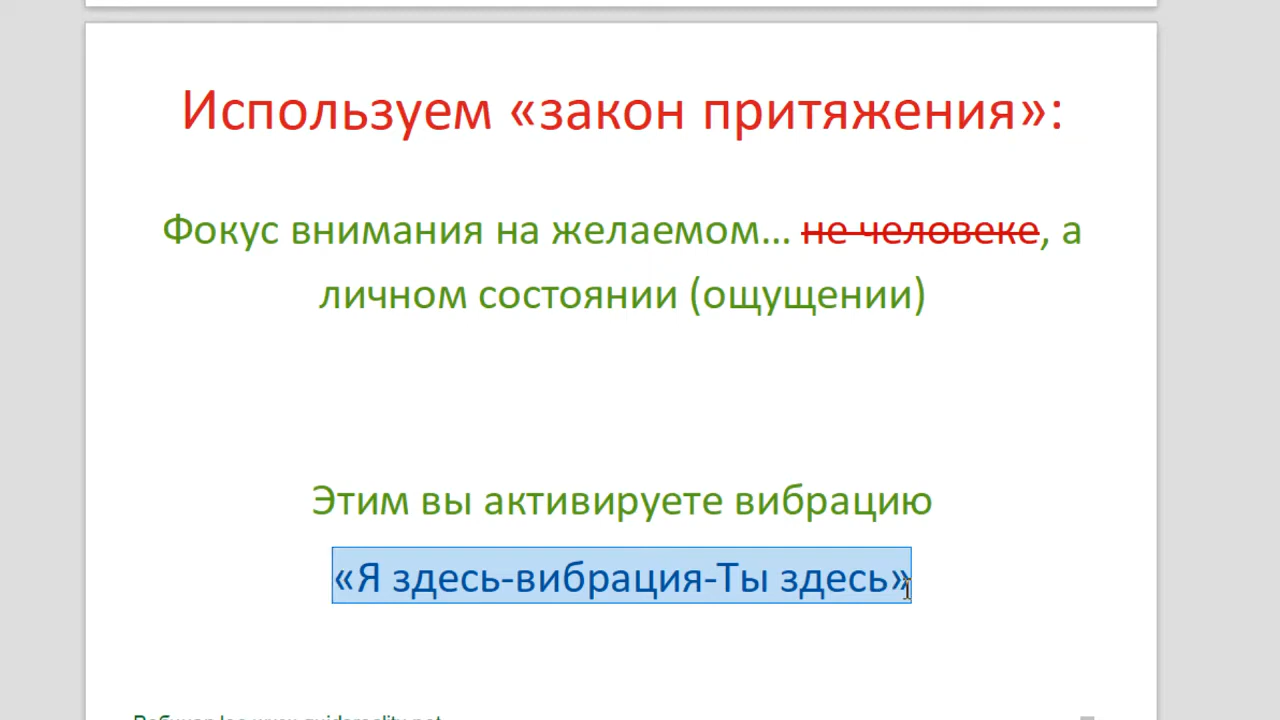 Используем «закон притяжения»:
Фокус внимания на желаемом... не человеке, а
личном состоянии (ощущении)
Этим вы активируете вибрацию
«Я здесь-вибрация-Ты здесь»